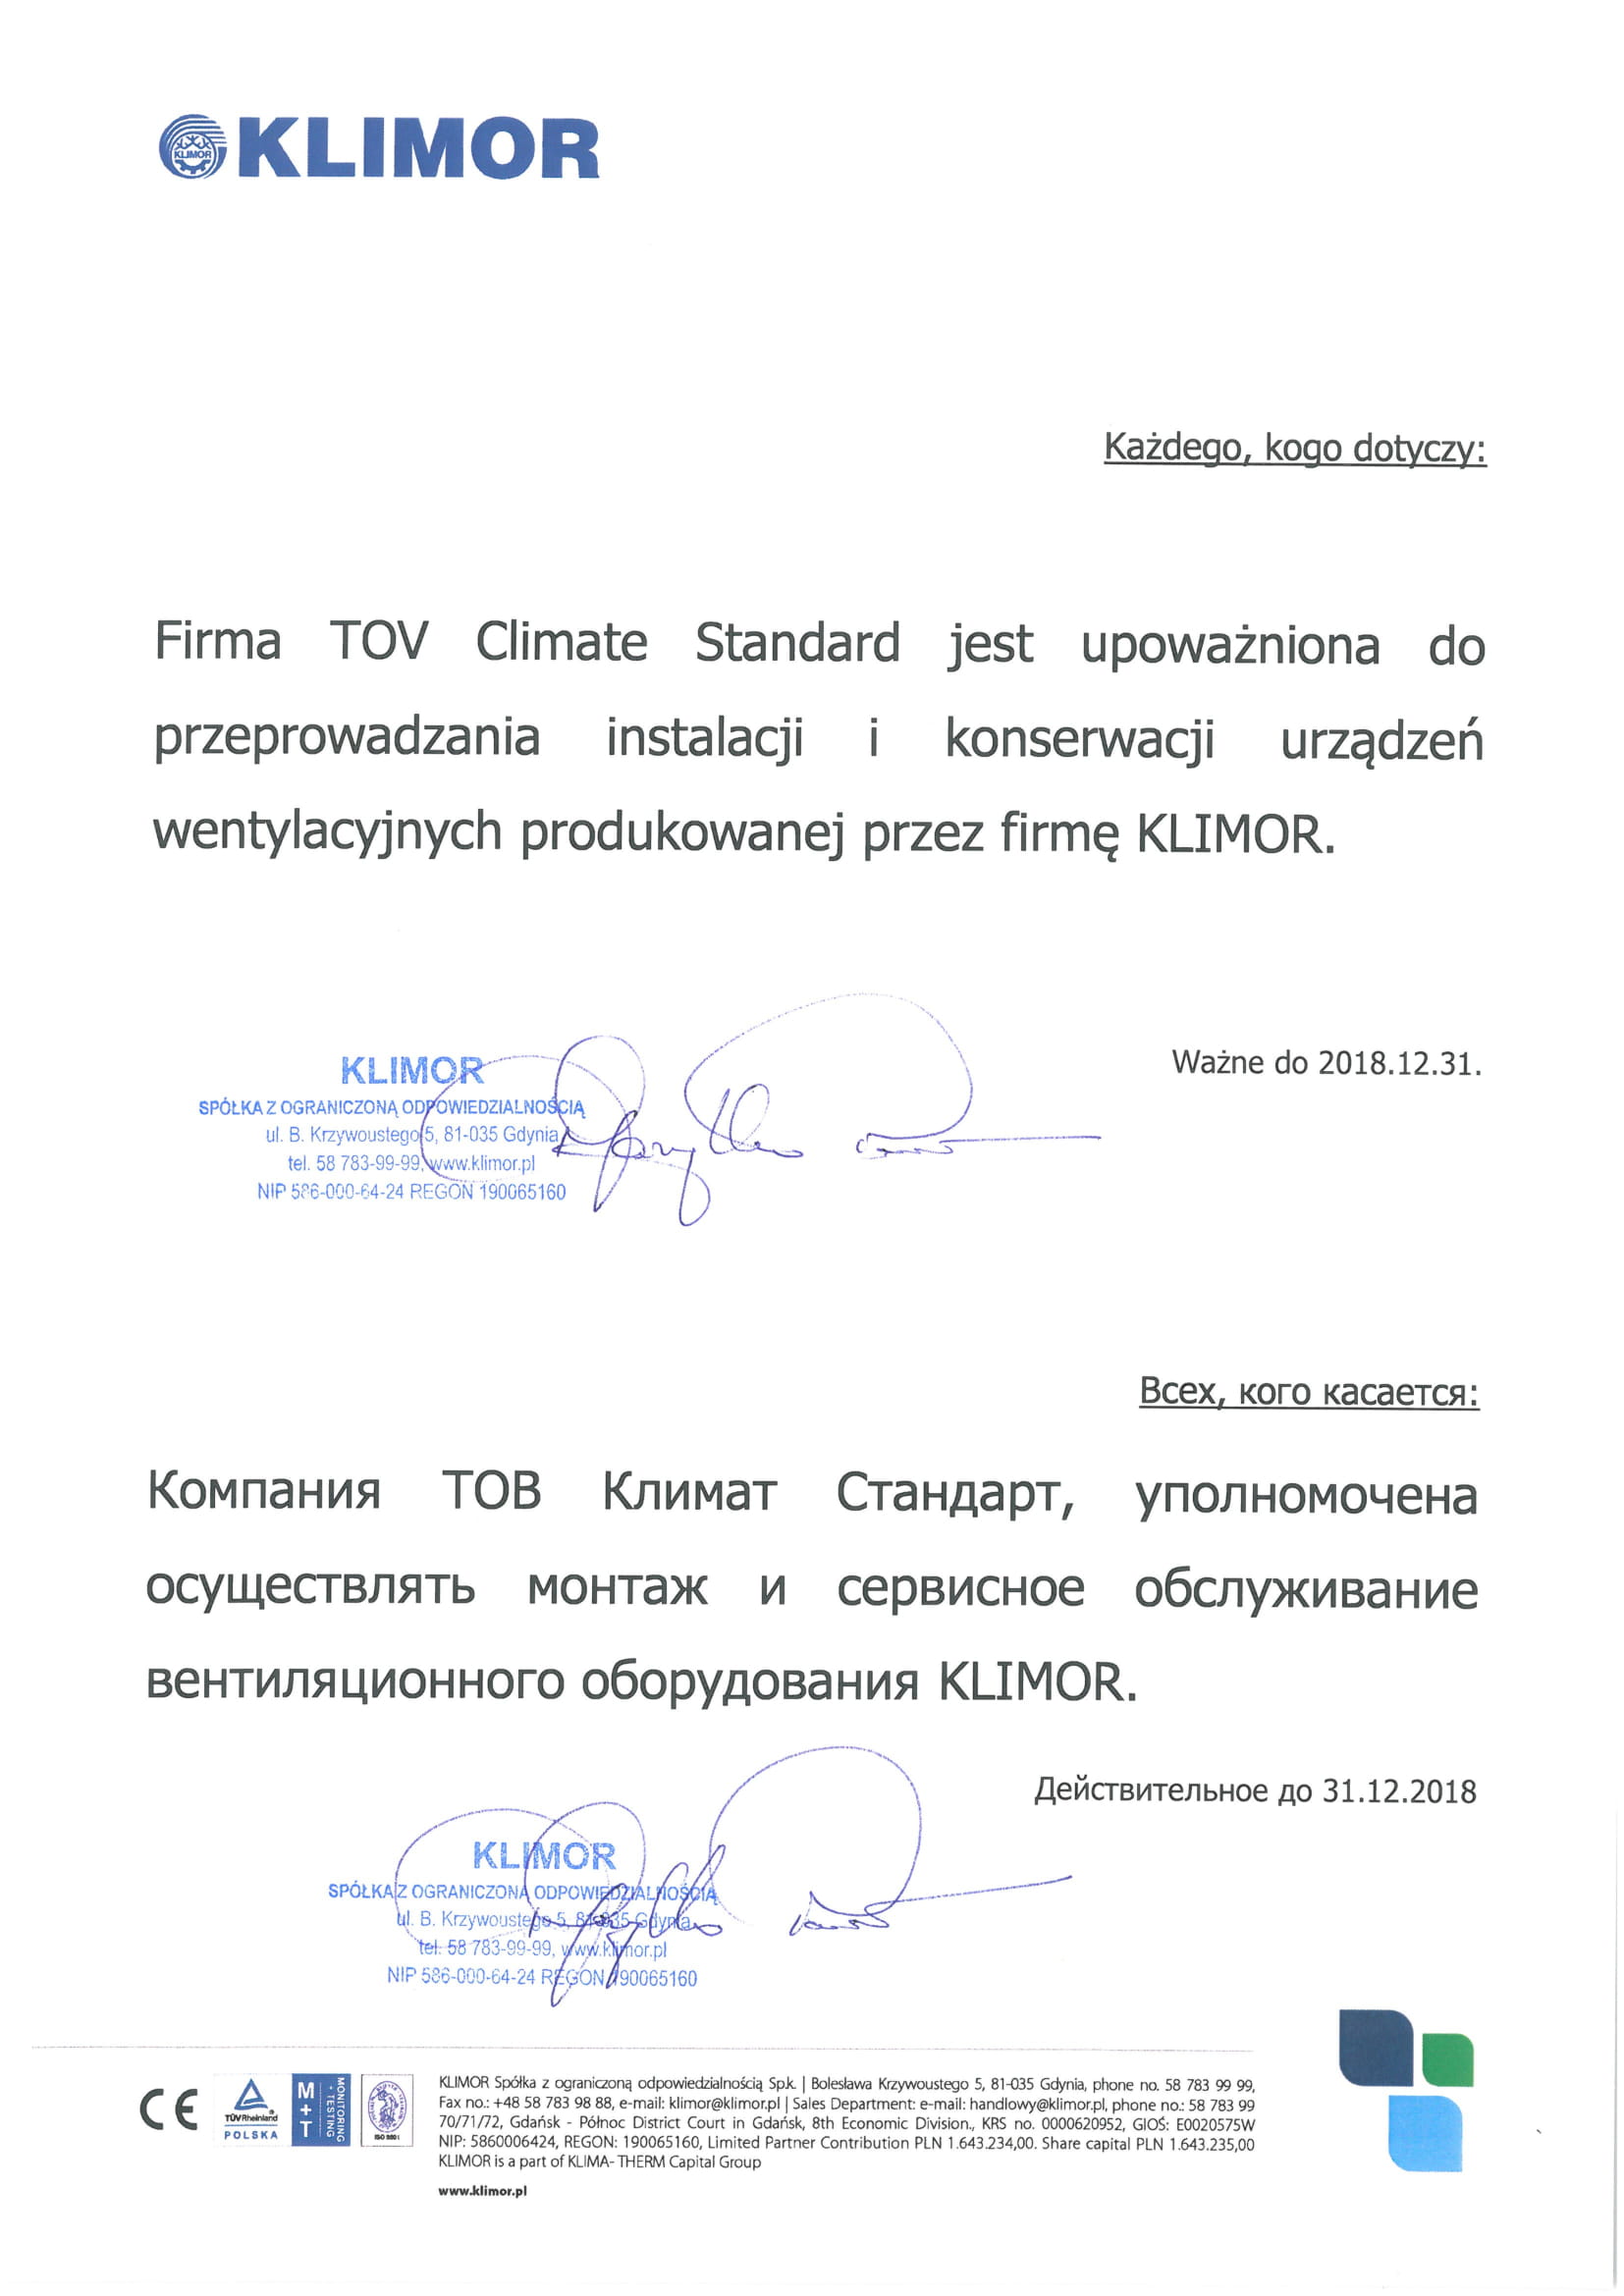 KLIMOR
Każdego, kogo dotyczy:
Firma TOV Climate Standard jest upoważniona do
przeprowadzania instalacji i konserwacji urządzeń
wentylacyjnych produkowanej przez firmę KLIMOR.
Ważne do 2018.12.31.
KLIMOR
SPÓŁKA Z OGRANICZONĄ ODPOWIEDZIALNOŚCIĄ
ul. B. Krzywoustego 5, 81-035 Gdynia
tel. 58 783-99-99, www.klimor.pl
NIP 586-000-64-24 REGON 190065160
Всех, кого касается:
Компания ТОВ Климат Стандарт, уполномочена
осуществлять монтаж и сервисное обслуживание
вентиляционного оборудования KLIMOR.
Действительное до 31.12.2018
KLIMOR
SPÓŁKA Z OGRANICZONĄ ODPOWIEDZIALNOŚCIĄ
ul. B. Krzywoustego 5, 81-035 Gdynia
tel. 58 783-99-99, www.klimor.pl
NIP 586-000-64-24 REGON 190065160
CE
TÜVRheinland
POLSKA
M+T
MONITORING
+ TESTING
ISO 9001
KLIMOR Spółka z ograniczoną odpowiedzialnością Sp.k. | Bolesława Krzywoustego 5, 81-035 Gdynia, phone no. 58 783 99 99,
Fax no.: +48 58 783 98 88, e-mail: klimor@klimor.pl | Sales Department: e-mail: handlowy@klimor.pl, phone no.: 58 783 99
70/71/72, Gdańsk - Północ District Court in Gdańsk, 8th Economic Division., KRS no. 0000620952, GIOŚ: E0020575W
NIP: 5860006424, REGON: 190065160, Limited Partner Contribution PLN 1.643.234,00. Share capital PLN 1.643.235,00
KLIMOR is a part of KLIMA-THERM Capital Group
www.klimor.pl